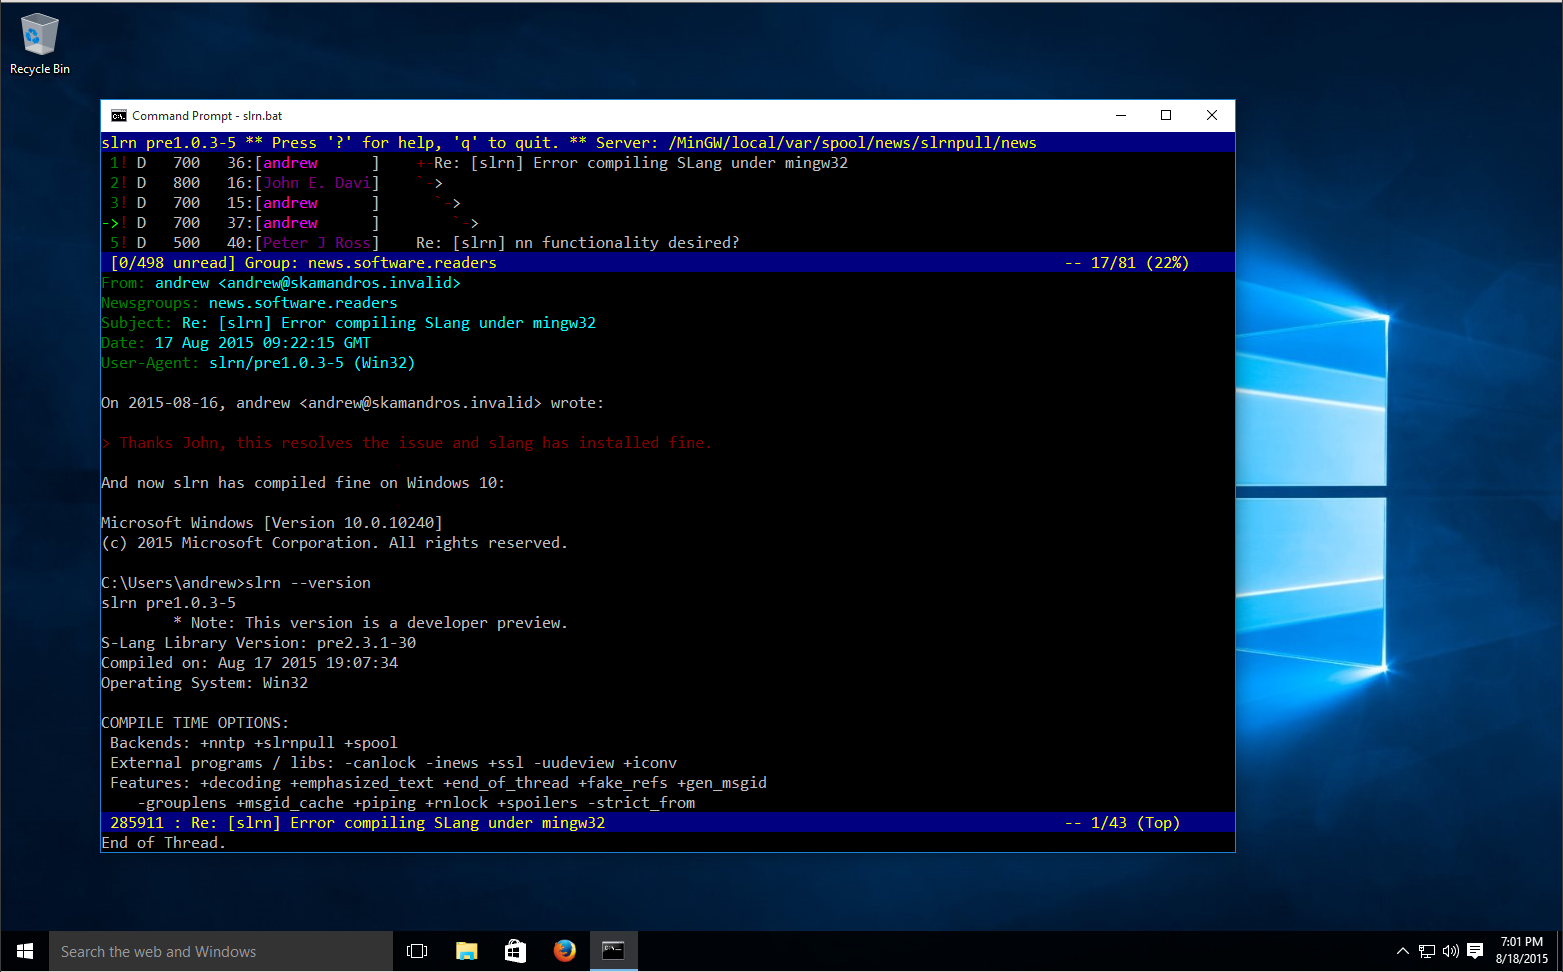 Recycle Bin
Command Prompt - slrn.bat
slrn pre1.0.3-5 ** Press '?' for help, 'q' to quit. ** Server: /MinGW/local/var/spool/news/slrnpull/news
1! D   700   36:[andrew      ]    +-Re: [slrn] Error compiling SLang under mingw32
2! D   800   16:[John E. Davi]    `->
3! D   700   15:[andrew      ]      `->
->! D   700   37:[andrew      ]        `->
5! D   500   40:[Peter J Ross]    Re: [slrn] nn functionality desired?
[0/498 unread] Group: news.software.readers -- 17/81 (22%)
From: andrew <andrew@skamandros.invalid>
Newsgroups: news.software.readers
Subject: Re: [slrn] Error compiling SLang under mingw32
Date: 17 Aug 2015 09:22:15 GMT
User-Agent: slrn/pre1.0.3-5 (Win32)
On 2015-08-16, andrew <andrew@skamandros.invalid> wrote:
> Thanks John, this resolves the issue and slang has installed fine.
And now slrn has compiled fine on Windows 10:
Microsoft Windows [Version 10.0.10240]
(c) 2015 Microsoft Corporation. All rights reserved.
C:\Users\andrew>slrn --version
slrn pre1.0.3-5
* Note: This version is a developer preview.
S-Lang Library Version: pre2.3.1-30
Compiled on: Aug 17 2015 19:07:34
Operating System: Win32
COMPILE TIME OPTIONS:
Backends: +nntp +slrnpull +spool
External programs / libs: -canlock -inews +ssl -uudeview +iconv
Features: +decoding +emphasized_text +end_of_thread +fake_refs +gen_msgid
-grouplens +msgid_cache +piping +rnlock +spoilers -strict_from
285911 : Re: [slrn] Error compiling SLang under mingw32 -- 1/43 (Top)
End of Thread.
Search the web and Windows
7:01 PM
8/18/2015